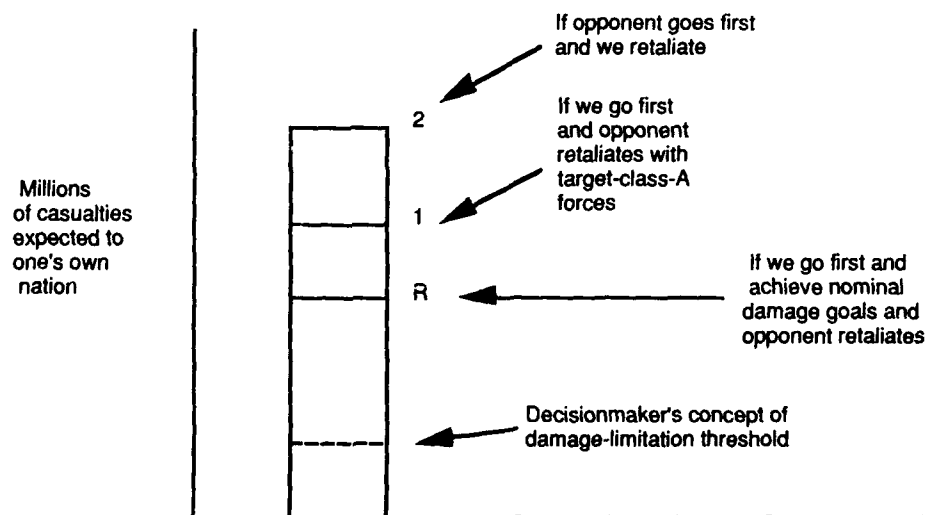 If opponent goes first
and we retaliate
2
If we go first
and opponent
retaliates with
target-class-A
forces
1
Millions
of casualties
expected to
one's own
nation
R
If we go first and
achieve nominal
damage goals and
opponent retaliates
Decisionmaker's concept of
damage-limitation threshold